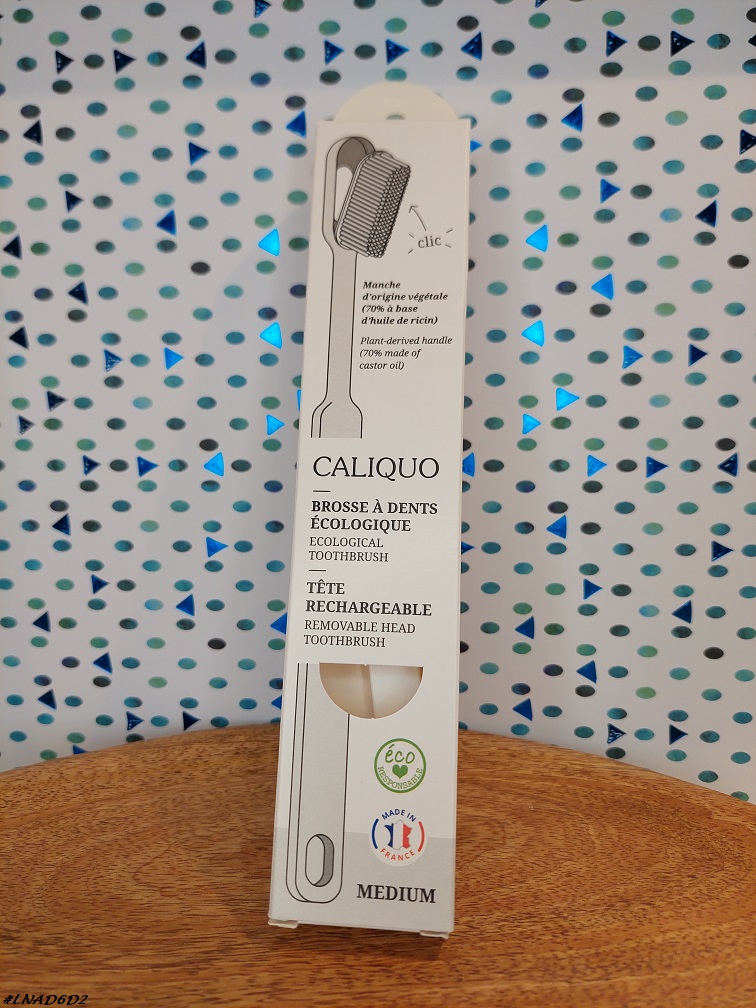 clic
Manche
d'origine végétale
(70% à base
d'huile de ricin)
Plant-derived handle
(70% made of
castor oil)
CALIQUO
BROSSE À DENTS
ÉCOLOGIQUE
ECOLOGICAL
TOOTHBRUSH
TÊTE
RECHARGEABLE
REMOVABLE HEAD
TOOTHBRUSH
éco
RESPONSABLE
MADE IN
FRANCE
MEDIUM
#LNAD6D2